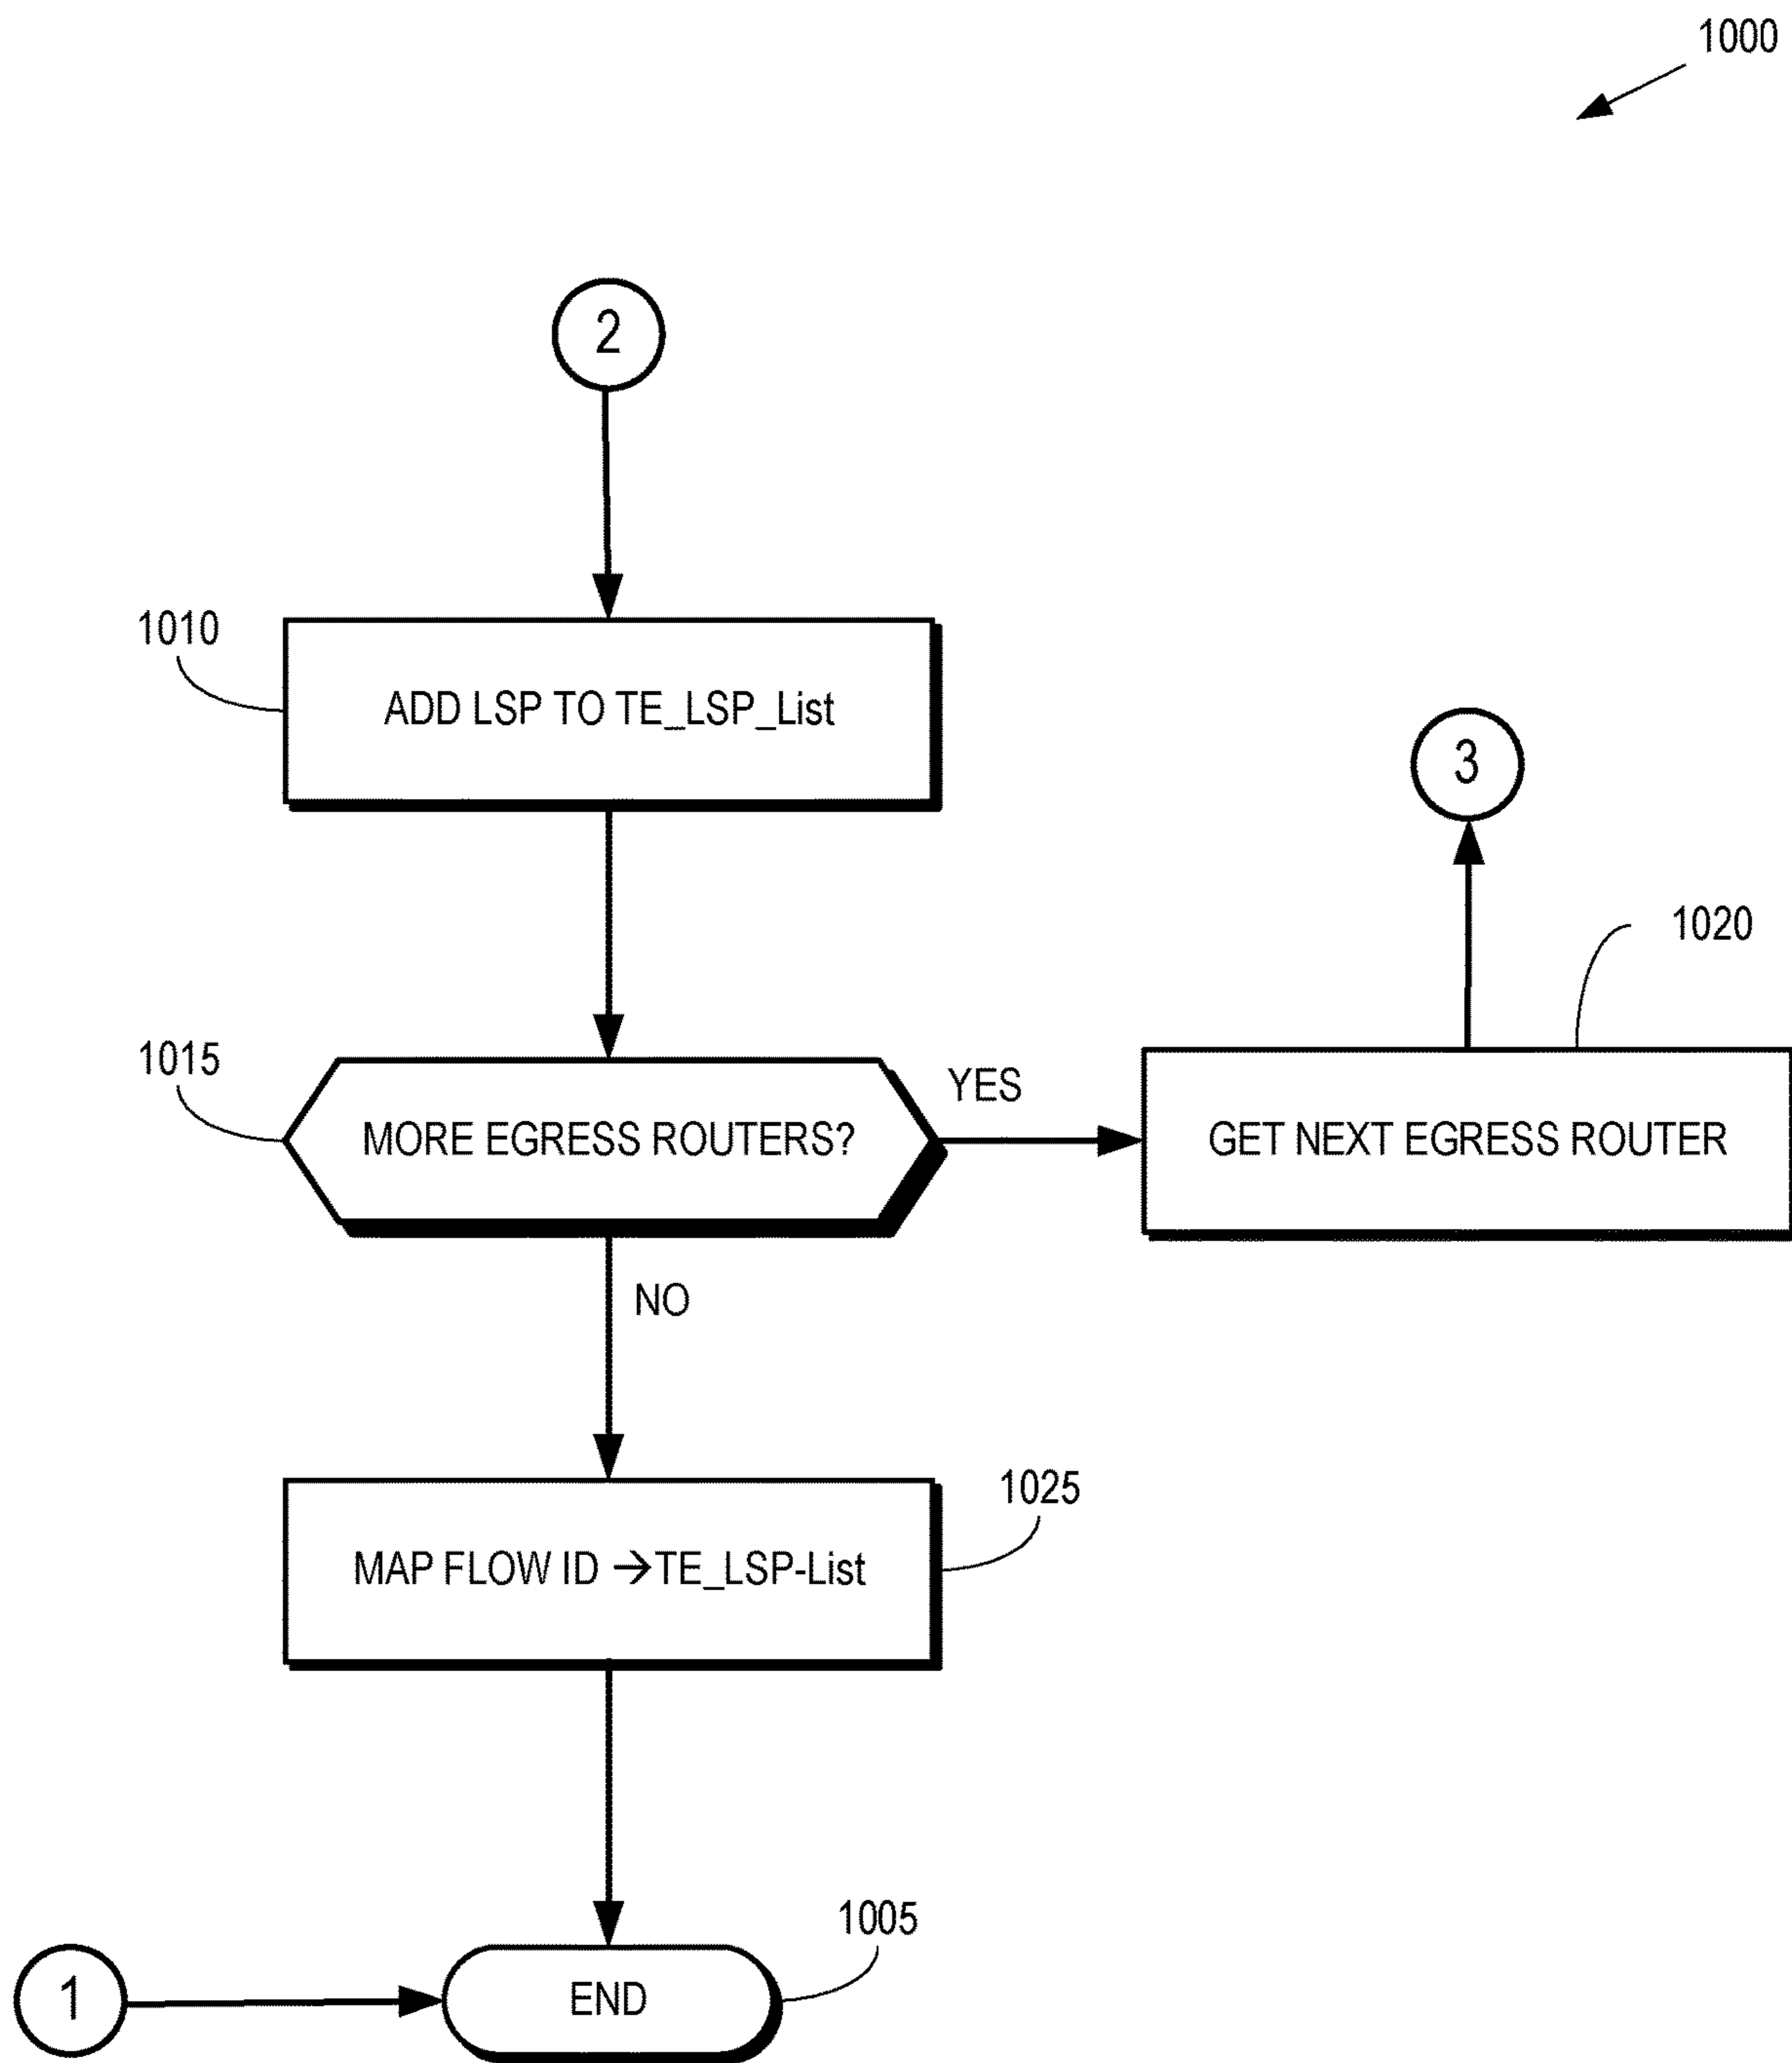 1000
2
1010
ADD LSP TO TE_LSP_List
3
1020
1015
MORE EGRESS ROUTERS?
YES
GET NEXT EGRESS ROUTER
NO
1025
MAP FLOW ID →TE_LSP-List
1005
1
END